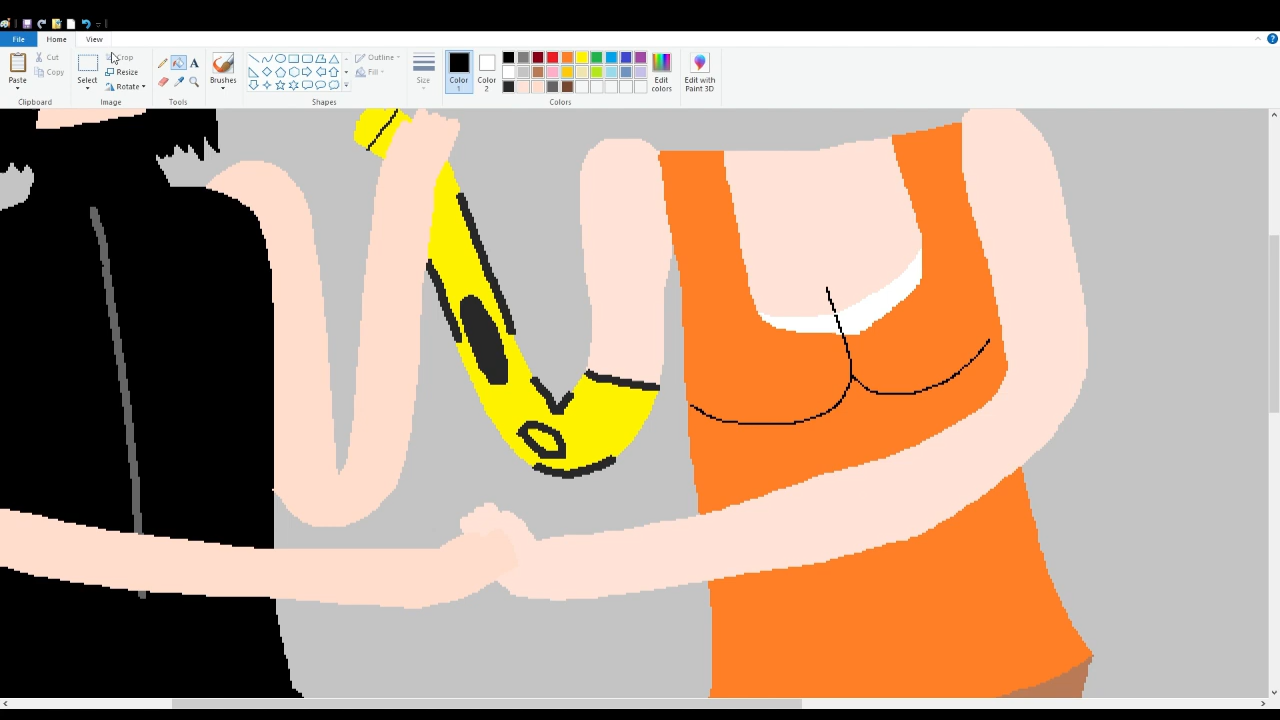 File Home View
Paste Cut Copy Select Crop Resize Rotate Brushes Outline Fill Size Color 1 Color 2 Edit colors Edit with Paint 3D
Clipboard Image Tools Shapes Colors